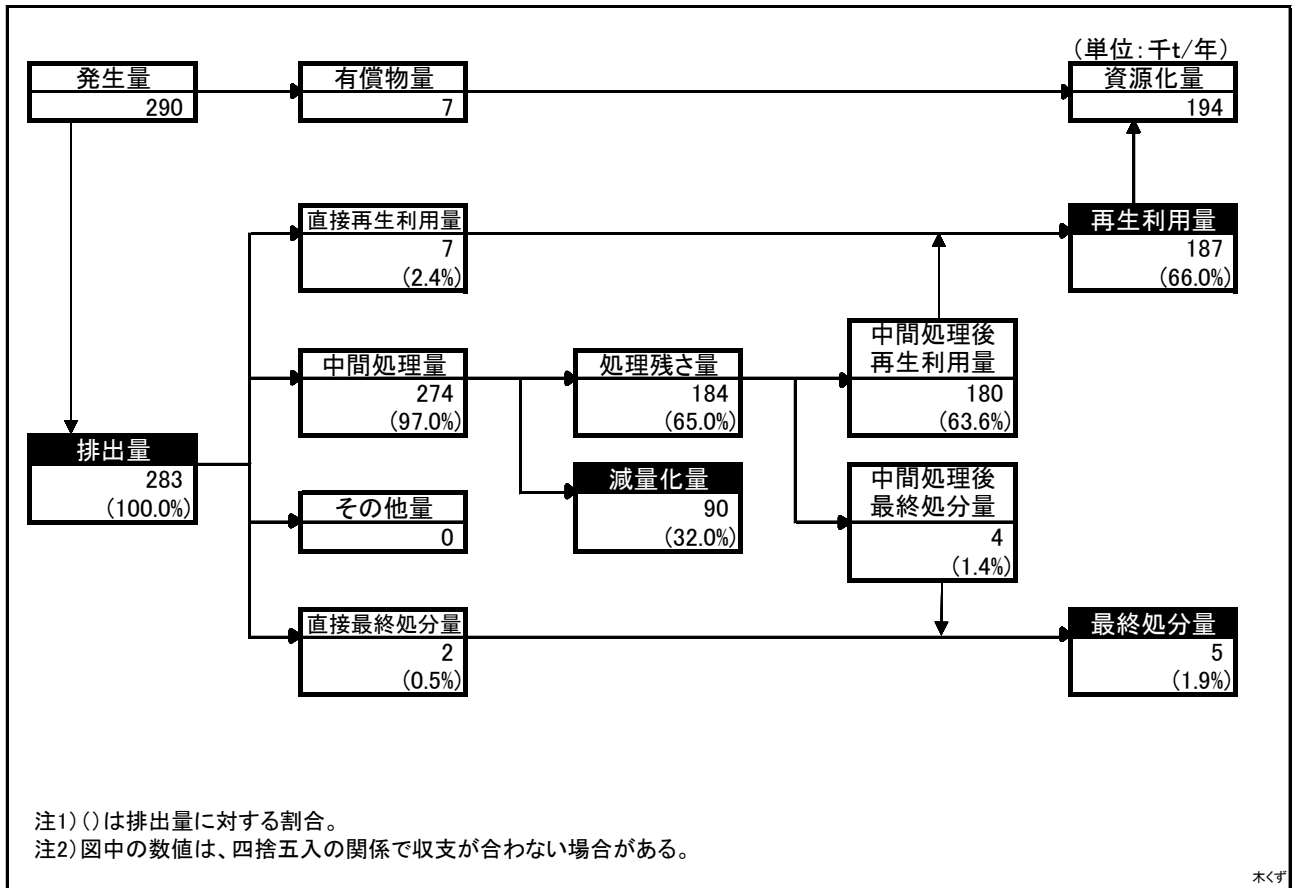 （単位：千t/年）
発生量
290
有償物量
7
資源化量
194
直接再生利用量
7
（2.4%）
再生利用量
187
（66.0%）
中間処理量
274
（97.0%）
処理残さ量
184
（65.0%）
中間処理後
再生利用量
180
（63.6%）
排出量
283
（100.0%）
その他量
0
減量化量
90
（32.0%）
中間処理後
最終処分量
4
（1.4%）
直接最終処分量
2
（0.5%）
最終処分量
5
（1.9%）
注1）（）は排出量に対する割合。
注2）図中の数値は、四捨五入の関係で収支が合わない場合がある。
木くず